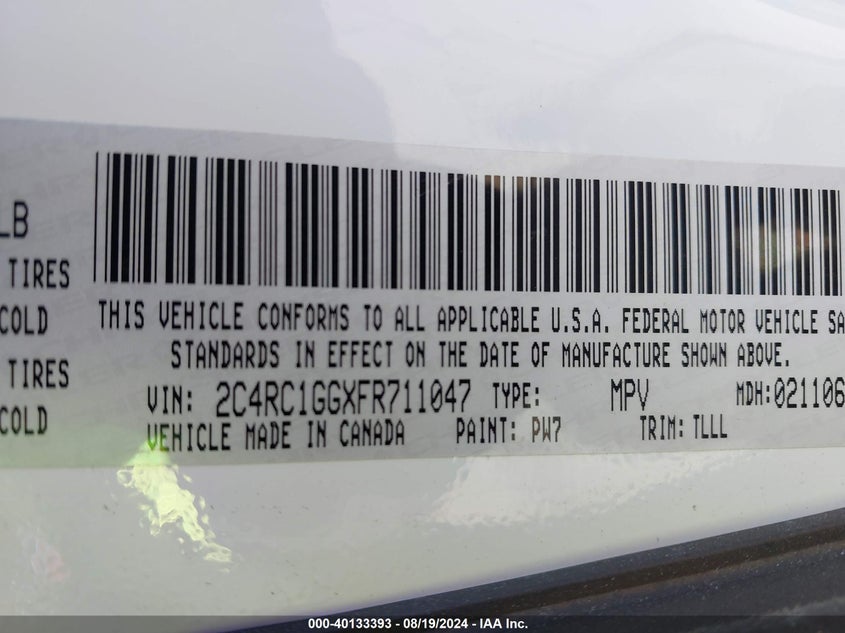 LB
TIRES
COLD
TIRES
COLD
THIS VEHICLE CONFORMS TO ALL APPLICABLE U.S.A. FEDERAL MOTOR VEHICLE SA
STANDARDS IN EFFECT ON THE DATE OF MANUFACTURE SHOWN ABOVE.
VIN: 2C4RC1GGXFR711047 TYPE: MPV MDH:021106
VEHICLE MADE IN CANADA PAINT: PW7 TRIM: TLLL
000-40133393 - 08/19/2024 - IAA Inc.